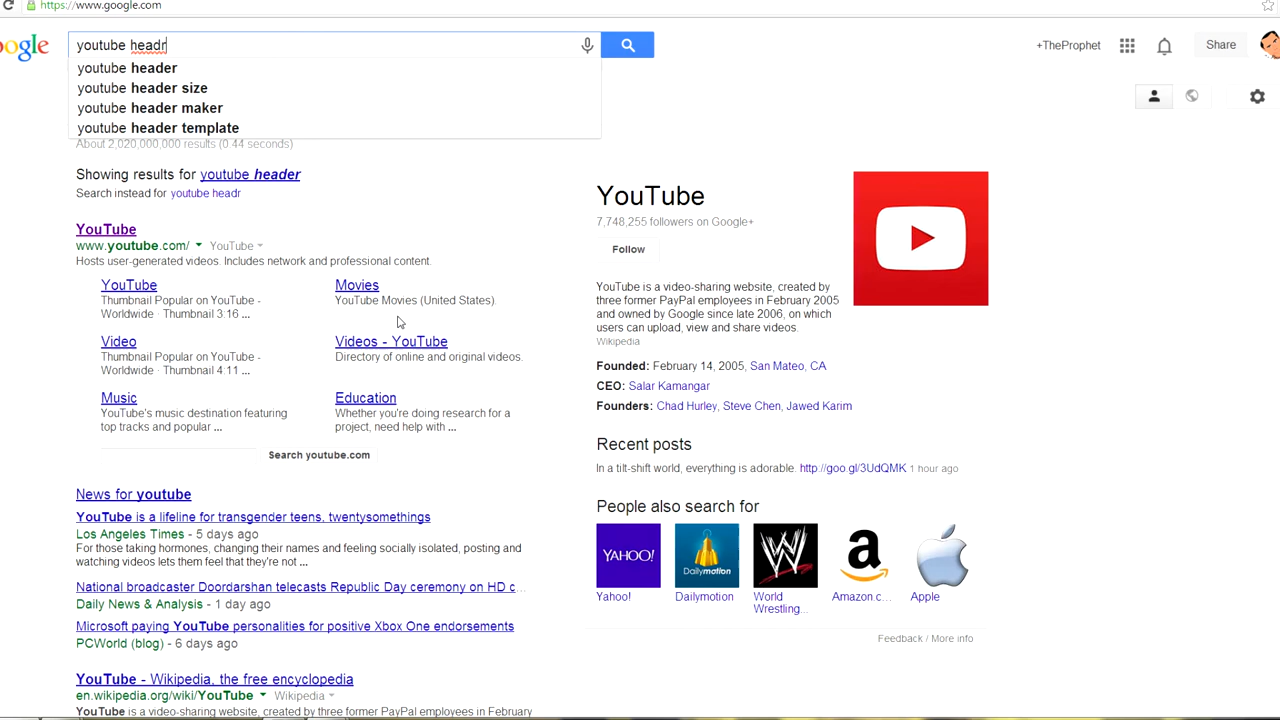 https://www.google.com
oogle
youtube headr
+TheProphet
Share
youtube header
youtube header size
youtube header maker
youtube header template
About 2,020,000,000 results (0.44 seconds)
Showing results for youtube header
Search instead for youtube headr
YouTube
www.youtube.com/ YouTube
Hosts user-generated videos. Includes network and professional content.
YouTube
Thumbnail Popular on YouTube -
Worldwide · Thumbnail 3:16 ...
Movies
YouTube Movies (United States)
Video
Thumbnail Popular on YouTube -
Worldwide · Thumbnail 4:11 ...
Videos - YouTube
Directory of online and original videos.
Music
YouTube's music destination featuring
top tracks and popular ...
Education
Whether you're doing research for a
project, need help with ...
Search youtube.com
News for youtube
YouTube is a lifeline for transgender teens, twentysomethings
Los Angeles Times - 5 days ago
For those taking hormones, changing their names and feeling socially isolated, posting and
watching videos lets them feel that they're not ...
National broadcaster Doordarshan telecasts Republic Day ceremony on HD c...
Daily News & Analysis - 1 day ago
Microsoft paying YouTube personalities for positive Xbox One endorsements
PCWorld (blog) - 6 days ago
YouTube - Wikipedia, the free encyclopedia
en.wikipedia.org/wiki/YouTube Wikipedia
YouTube is a video-sharing website, created by three former PayPal employees in February
YouTube
7,748,255 followers on Google+
Follow
YouTube is a video-sharing website, created by
three former PayPal employees in February 2005
and owned by Google since late 2006, on which
users can upload, view and share videos.
Wikipedia
Founded: February 14, 2005, San Mateo, CA
CEO: Salar Kamangar
Founders: Chad Hurley, Steve Chen, Jawed Karim
Recent posts
In a tilt-shift world, everything is adorable. http://goo.gl/3UdQMK 1 hour ago
People also search for
YAHOO!
Dailymotion
Yahoo!
Dailymotion
World
Wrestling...
Amazon.c...
Apple
Feedback / More info